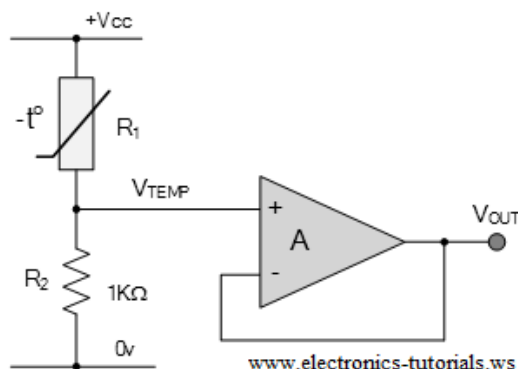 +Vcc
-t°
R1
VTEMP
+
A
VOUT
-
R2
1KΩ
0v
www.electronics-tutorials.ws